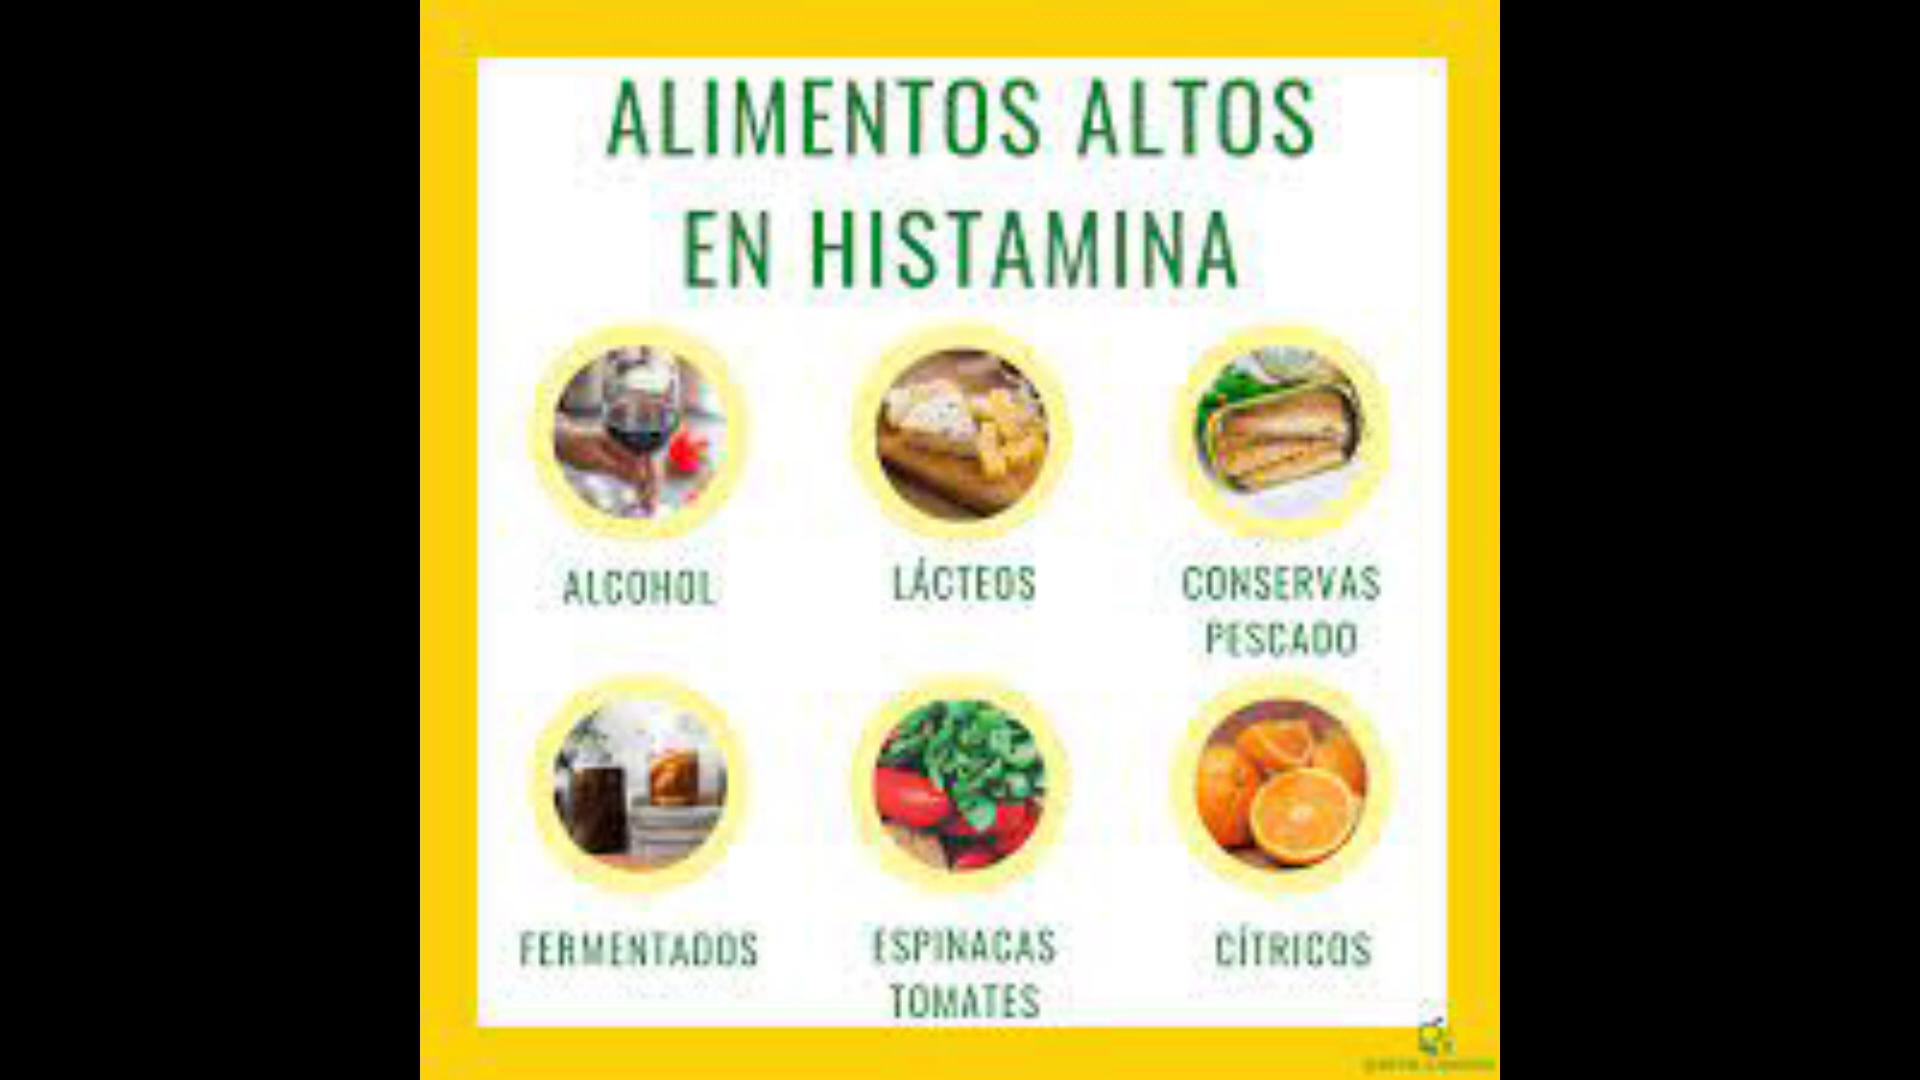 ALIMENTOS ALTOS
EN HISTAMINA
ALCOHOL
LÁCTEOS
CONSERVAS
PESCADO
FERMENTADOS
ESPINACAS
TOMATES
CÍTRICOS